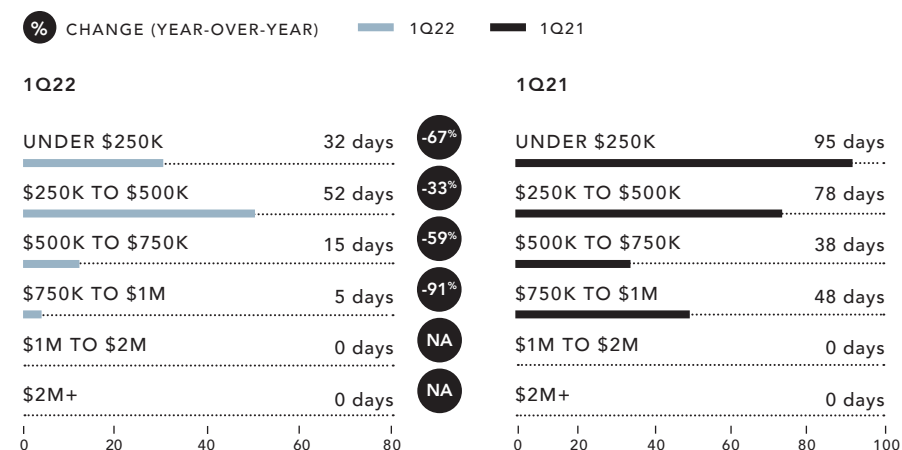 % CHANGE (YEAR-OVER-YEAR) 1Q22 1Q21
1Q22 1Q21
UNDER $250K 32 days -67% UNDER $250K 95 days
$250K TO $500K 52 days -33% $250K TO $500K 78 days
$500K TO $750K 15 days -59% $500K TO $750K 38 days
$750K TO $1M 5 days -91% $750K TO $1M 48 days
$1M TO $2M 0 days NA $1M TO $2M 0 days
$2M+ 0 days NA $2M+ 0 days
0 20 40 60 80 0 20 40 60 80 100